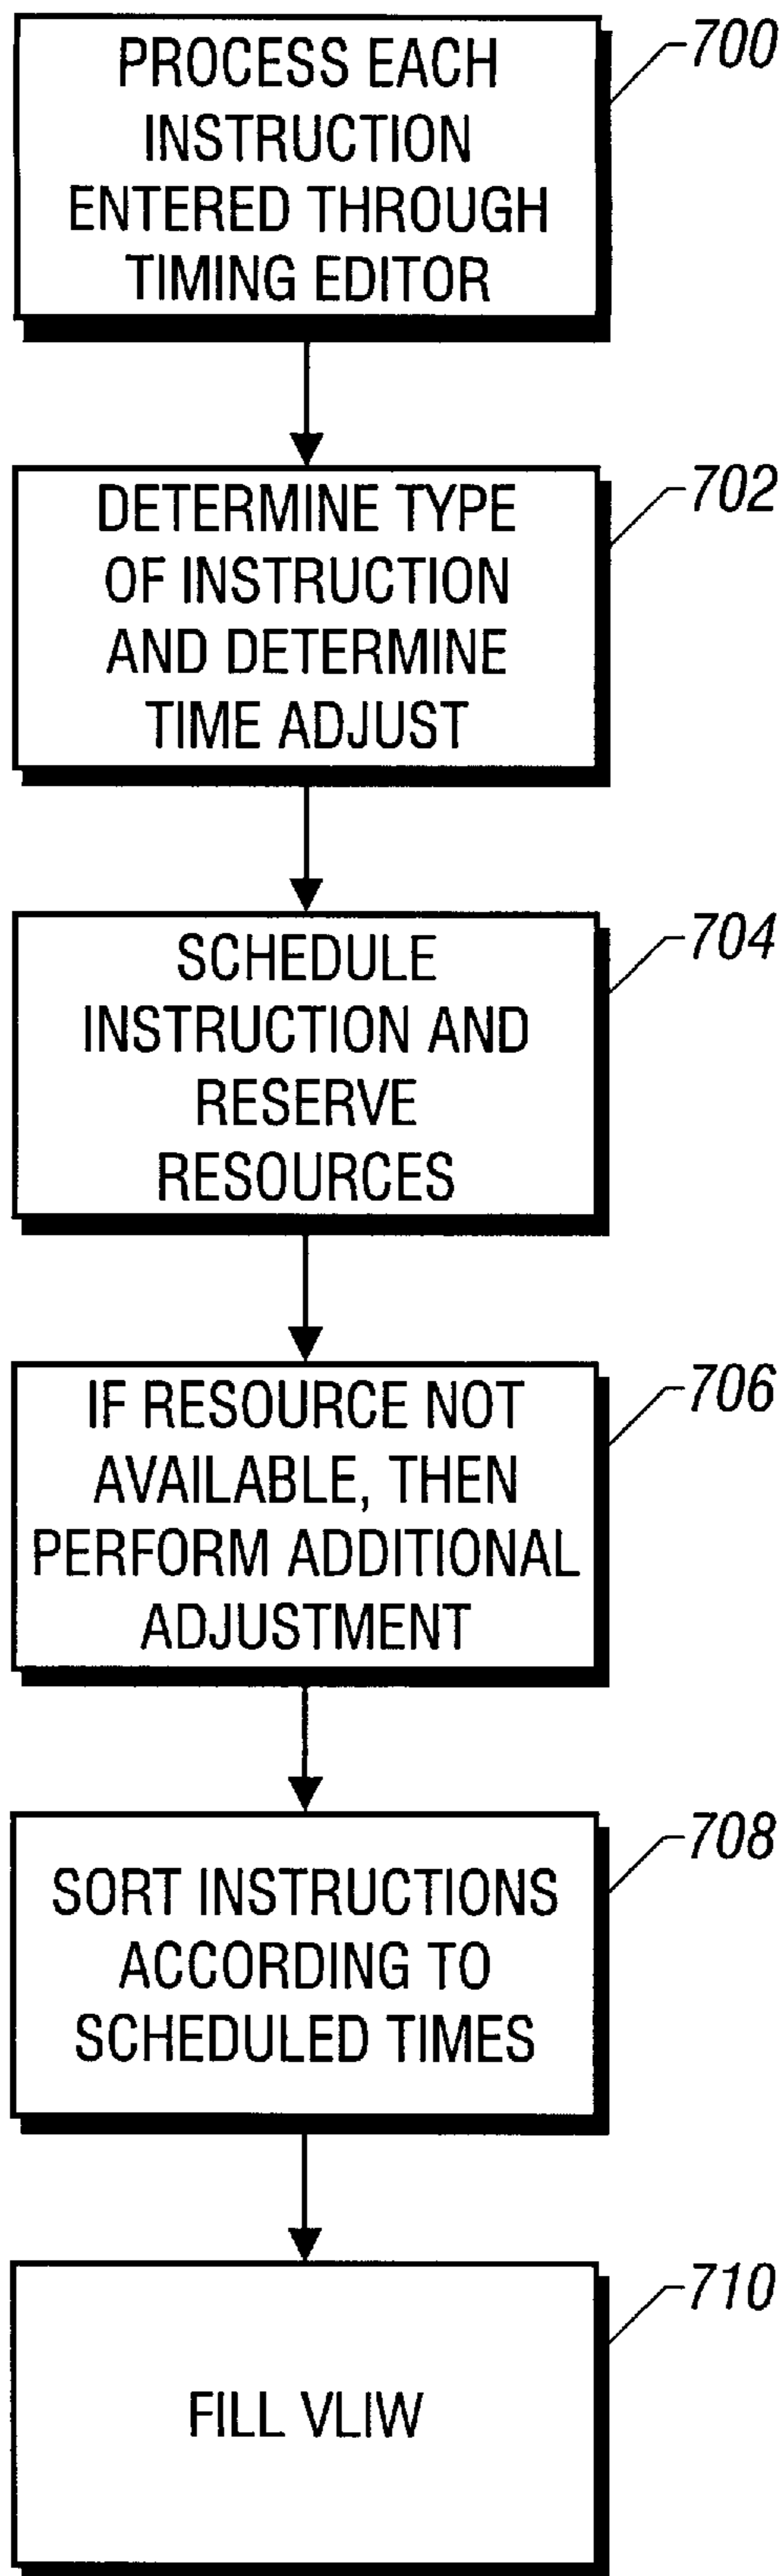 PROCESS EACH
INSTRUCTION
ENTERED THROUGH
TIMING EDITOR
700
DETERMINE TYPE
OF INSTRUCTION
AND DETERMINE
TIME ADJUST
702
SCHEDULE
INSTRUCTION AND
RESERVE
RESOURCES
704
IF RESOURCE NOT
AVAILABLE, THEN
PERFORM ADDITIONAL
ADJUSTMENT
706
SORT INSTRUCTIONS
ACCORDING TO
SCHEDULED TIMES
708
FILL VLIW
710